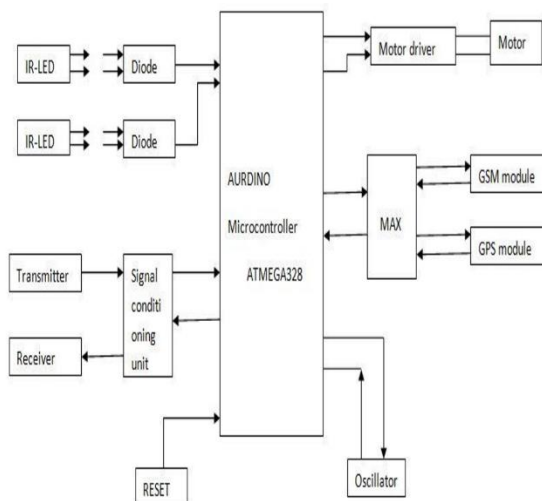 IR-LED
Diode
IR-LED
Diode
Transmitter
Receiver
Signal
conditi
oning
unit
RESET
AURDINO
Microcontroller
ATMEGA328
Motor driver
Motor
MAX
GSM module
GPS module
Oscillator